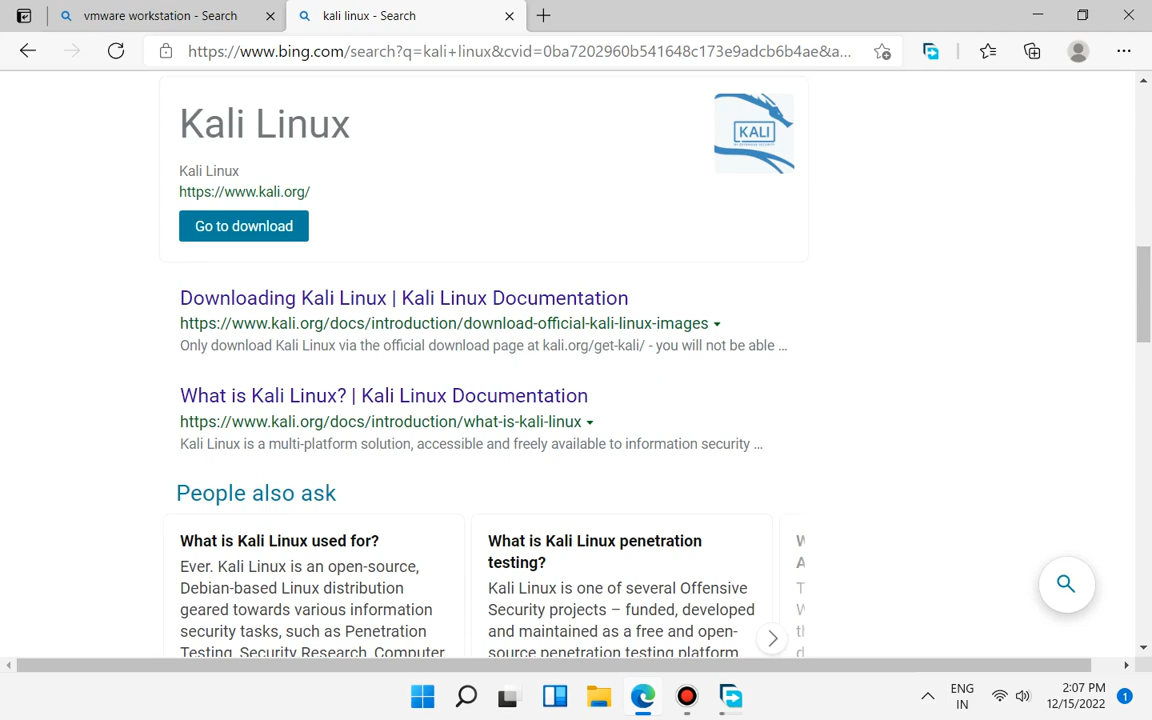 vmware workstation - Search
kali linux - Search
https://www.bing.com/search?q=kali+linux&cvid=0ba7202960b541648c173e9adcb6b4ae&a...
Kali Linux
KALI
Kali Linux
https://www.kali.org/
Go to download
Downloading Kali Linux | Kali Linux Documentation
https://www.kali.org/docs/introduction/download-official-kali-linux-images
Only download Kali Linux via the official download page at kali.org/get-kali/ - you will not be able ...
What is Kali Linux? | Kali Linux Documentation
https://www.kali.org/docs/introduction/what-is-kali-linux
Kali Linux is a multi-platform solution, accessible and freely available to information security ...
People also ask
What is Kali Linux used for?
Ever. Kali Linux is an open-source,
Debian-based Linux distribution
geared towards various information
security tasks, such as Penetration
Testing, Security Research, Computer
What is Kali Linux penetration
testing?
Kali Linux is one of several Offensive
Security projects – funded, developed
and maintained as a free and open-
source penetration testing platform.
ENG
IN
2:07 PM
12/15/2022
1